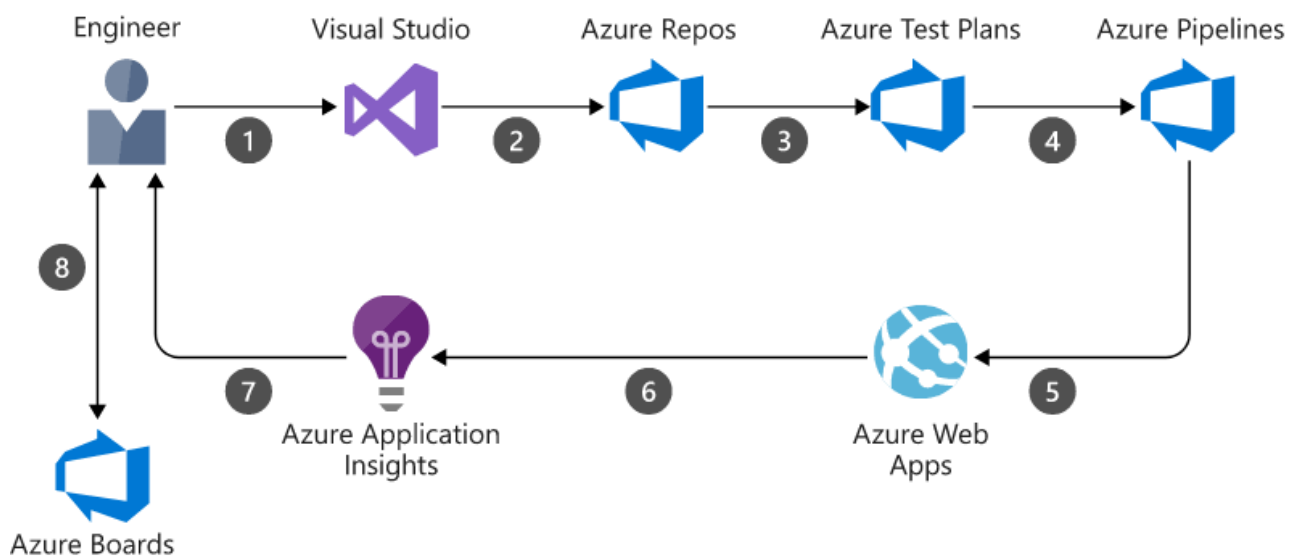 Engineer
Visual Studio
Azure Repos
Azure Test Plans
Azure Pipelines
1
2
3
4
8
7
6
5
Azure Application
Insights
Azure Web
Apps
Azure Boards